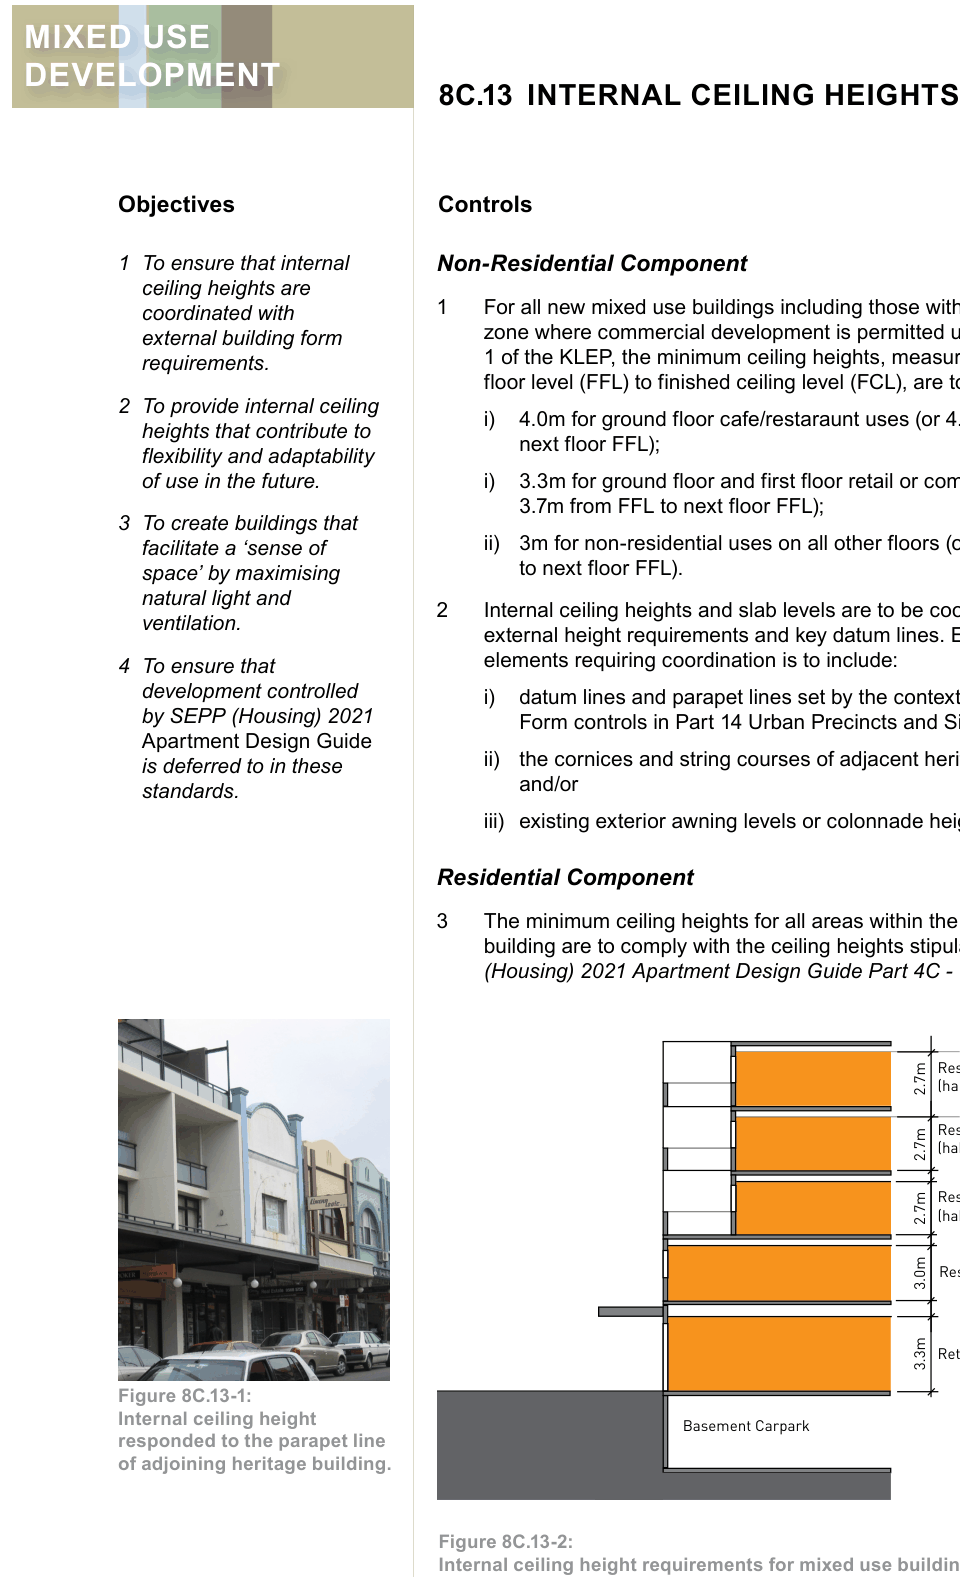 MIXED USE
DEVELOPMENT
8C.13 INTERNAL CEILING HEIGHTS
Objectives
1 To ensure that internal
ceiling heights are
coordinated with
external building form
requirements.
2 To provide internal ceiling
heights that contribute to
flexibility and adaptability
of use in the future.
3 To create buildings that
facilitate a ‘sense of
space’ by maximising
natural light and
ventilation.
4 To ensure that
development controlled
by SEPP (Housing) 2021
Apartment Design Guide
is deferred to in these
standards.
Figure 8C.13-1:
Internal ceiling height
responded to the parapet line
of adjoining heritage building.
Controls
Non-Residential Component
1 For all new mixed use buildings including those with
zone where commercial development is permitted u
1 of the KLEP, the minimum ceiling heights, measur
floor level (FFL) to finished ceiling level (FCL), are to
i) 4.0m for ground floor cafe/restaraunt uses (or 4.
next floor FFL);
i) 3.3m for ground floor and first floor retail or com
3.7m from FFL to next floor FFL);
ii) 3m for non-residential uses on all other floors (o
to next floor FFL).
2 Internal ceiling heights and slab levels are to be coo
external height requirements and key datum lines. E
elements requiring coordination is to include:
i) datum lines and parapet lines set by the context
Form controls in Part 14 Urban Precincts and Si
ii) the cornices and string courses of adjacent heri
and/or
iii) existing exterior awning levels or colonnade heig
Residential Component
3 The minimum ceiling heights for all areas within the
building are to comply with the ceiling heights stipula
(Housing) 2021 Apartment Design Guide Part 4C -
2.7m
Res
(ha
2.7m
Res
(hal
2.7m
Res
(hal
3.0m
Res
3.3m
Ret
Basement Carpark
Figure 8C.13-2:
Internal ceiling height requirements for mixed use buildin